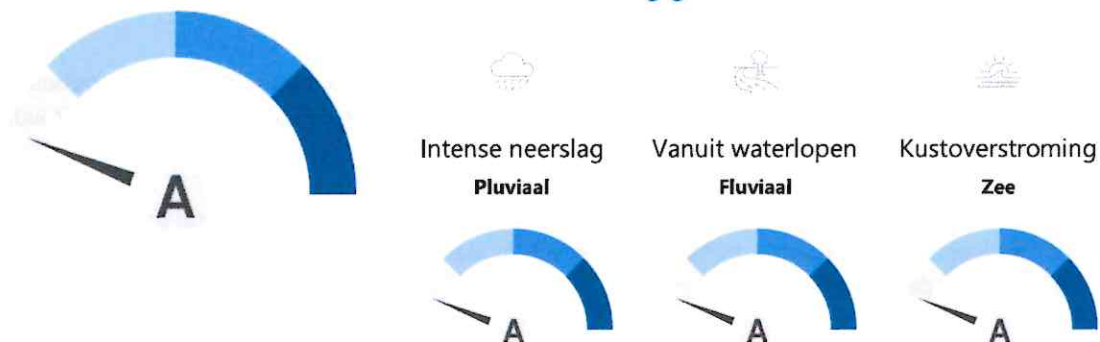 A
Intense neerslag
Pluviaal
A
Vanuit waterlopen
Fluviaal
A
Kustoverstroming
Zee
A